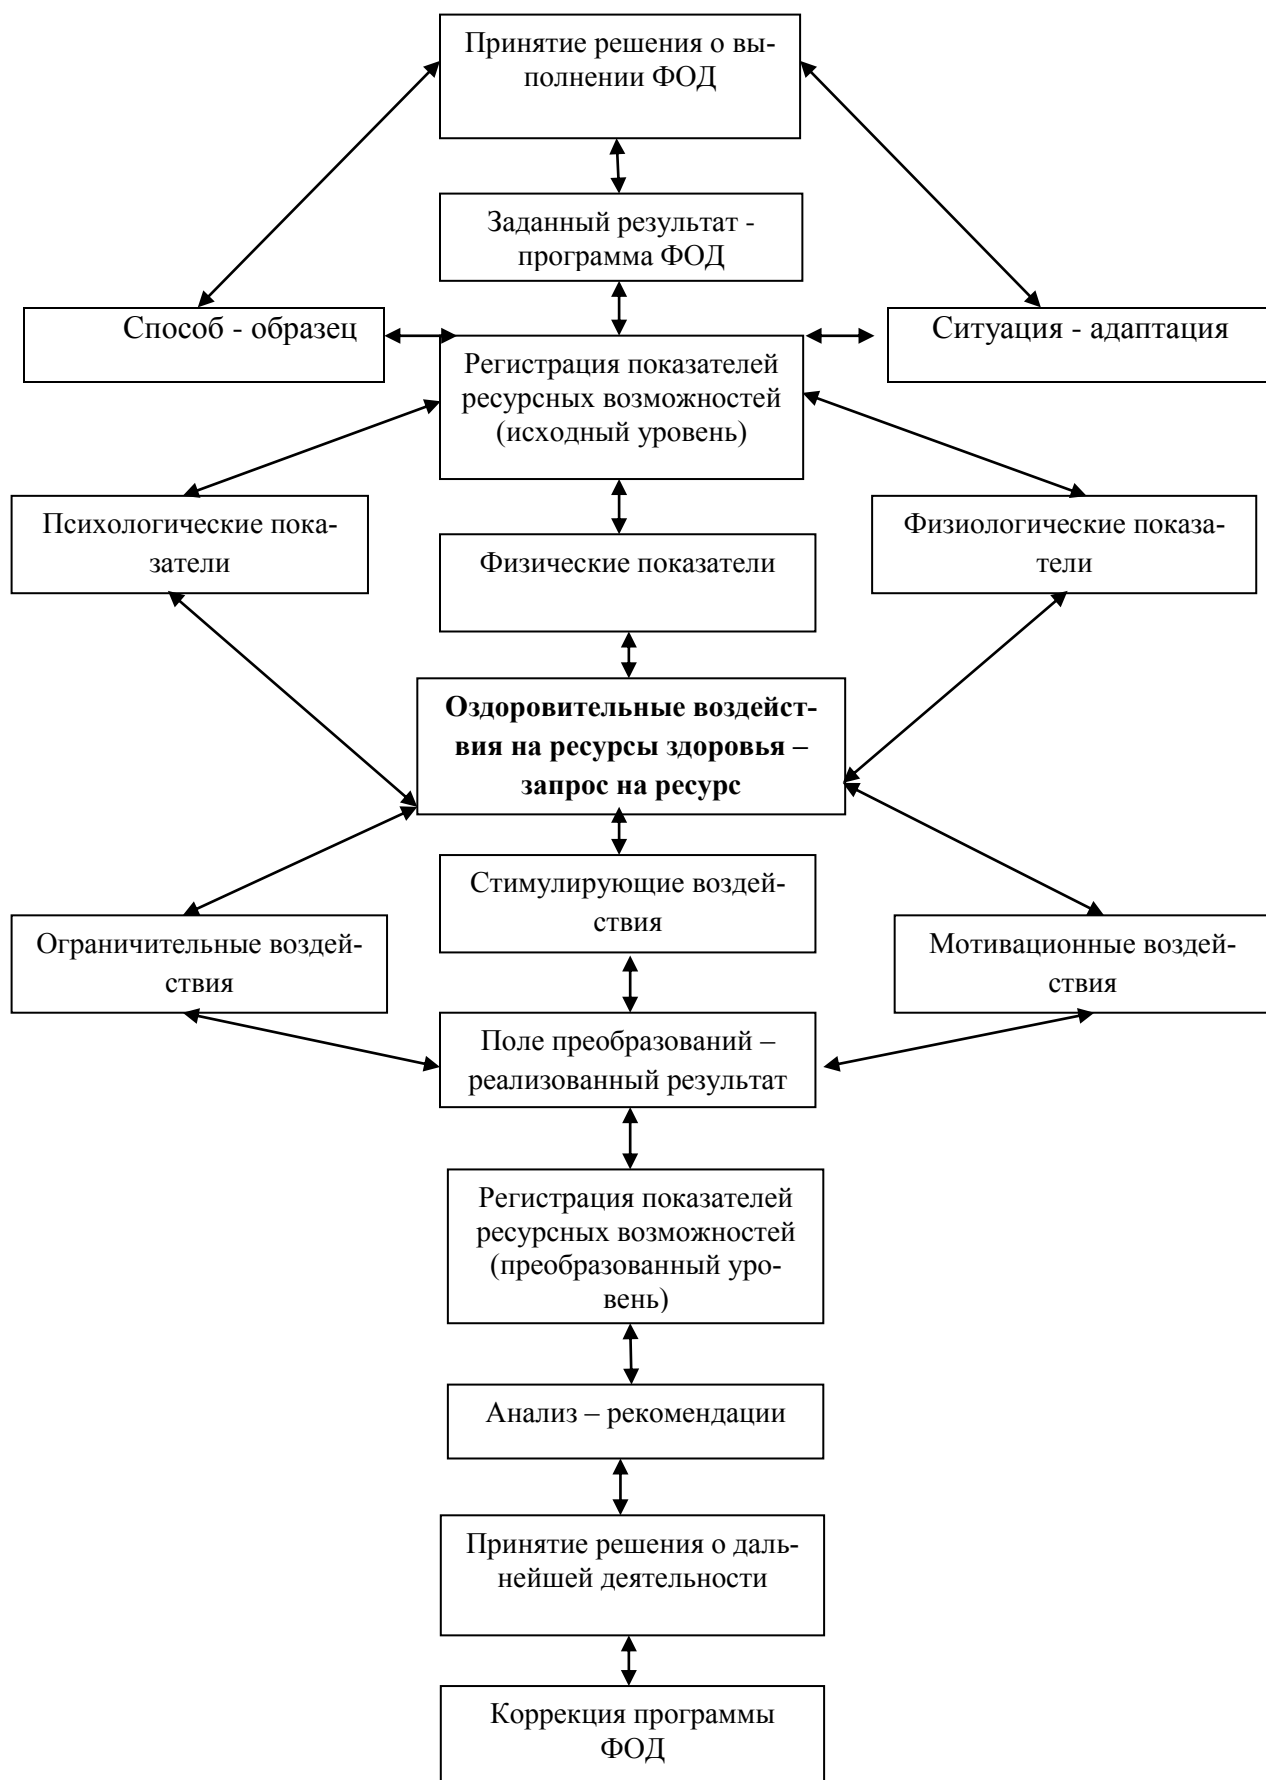 Принятие решения о вы-
полнении ФОД
Заданный результат -
программа ФОД
Способ - образец
Ситуация - адаптация
Регистрация показателей
ресурсных возможностей
(исходный уровень)
Психологические пока-
затели
Физические показатели
Физиологические показа-
тели
Оздоровительные воздейст-
вия на ресурсы здоровья –
запрос на ресурс
Стимулирующие воздей-
ствия
Ограничительные воздей-
ствия
Мотивационные воздей-
ствия
Поле преобразований –
реализованный результат
Регистрация показателей
ресурсных возможностей
(преобразованный уро-
вень)
Анализ – рекомендации
Принятие решения о даль-
нейшей деятельности
Коррекция программы
ФОД